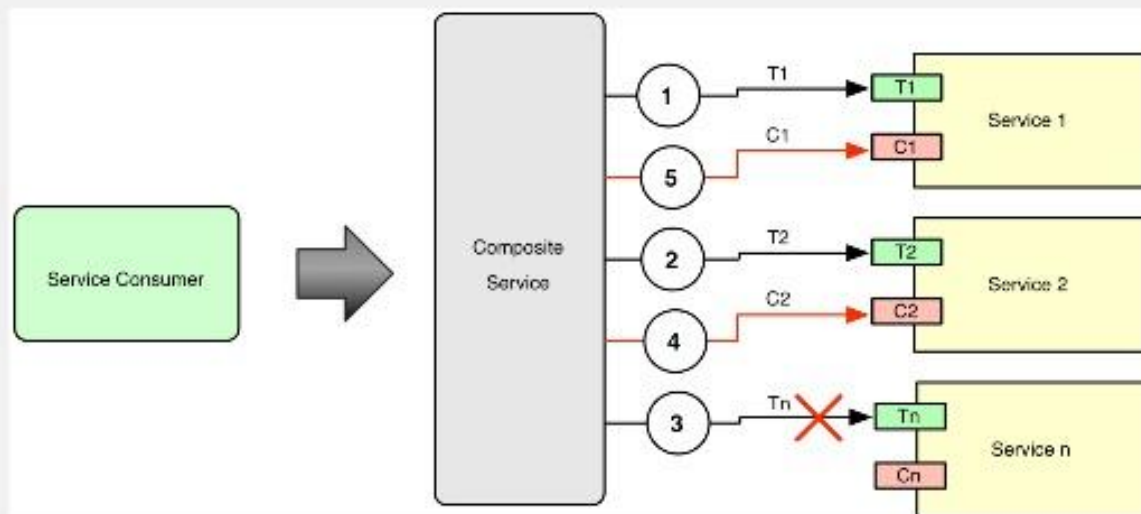 T1
1
T1
Service 1
C1
C1
5
Service Consumer
Composite
Service
T2
2
T2
Service 2
C2
C2
4
Tn
3
Tn
Service n
Cn